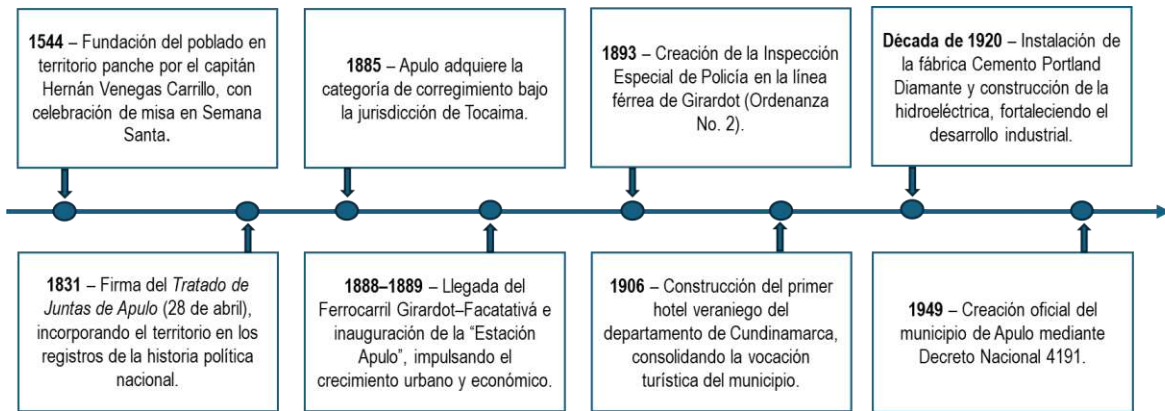 1544 – Fundación del poblado en
territorio panche por el capitán
Hernán Venegas Carrillo, con
celebración de misa en Semana
Santa.
1831 – Firma del Tratado de
Juntas de Apulo (28 de abril),
incorporando el territorio en los
registros de la historia política
nacional.
1885 – Apulo adquiere la
categoría de corregimiento bajo
la jurisdicción de Tocaima.
1888–1889 – Llegada del
Ferrocarril Girardot–Facatativá e
inauguración de la “Estación
Apulo”, impulsando el
crecimiento urbano y económico.
1893 – Creación de la Inspección
Especial de Policía en la línea
férrea de Girardot (Ordenanza
No. 2).
1906 – Construcción del primer
hotel veraniego del
departamento de Cundinamarca,
consolidando la vocación
turística del municipio.
Década de 1920 – Instalación de
la fábrica Cemento Portland
Diamante y construcción de la
hidroeléctrica, fortaleciendo el
desarrollo industrial.
1949 – Creación oficial del
municipio de Apulo mediante
Decreto Nacional 4191.